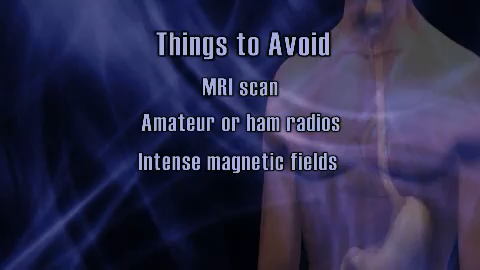 Things to Avoid
MRI scan
Amateur or ham radios
Intense magnetic fields